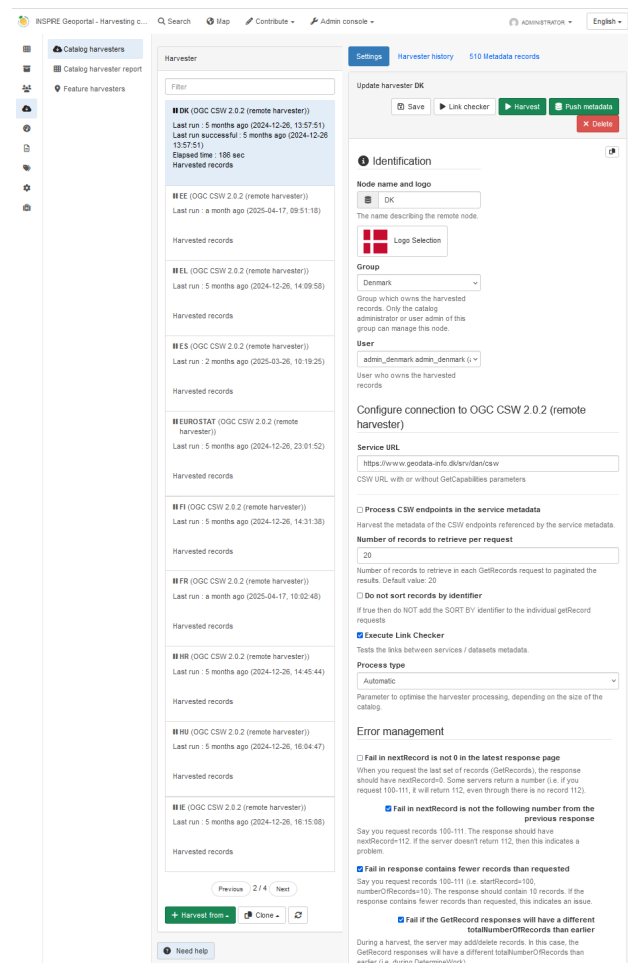 INSPIRE Geoportal - Harvesting c...
Search
Map
Contribute
Admin console
ADMINISTRATOR
English
Catalog harvesters
Catalog harvester report
Feature harvesters
Harvester
Filter
DK (OGC CSW 2.0.2 (remote harvester))
Last run : 5 months ago (2024-12-26, 13:57:51)
Last run successful : 5 months ago (2024-12-26
13:57:51)
Elapsed time : 186 sec
Harvested records
EE (OGC CSW 2.0.2 (remote harvester))
Last run : a month ago (2025-04-17, 09:51:18)
Harvested records
EL (OGC CSW 2.0.2 (remote harvester))
Last run : 5 months ago (2024-12-26, 14:09:58)
Harvested records
ES (OGC CSW 2.0.2 (remote harvester))
Last run : 2 months ago (2025-03-26, 10:19:25)
Harvested records
EUROSTAT (OGC CSW 2.0.2 (remote
harvester))
Last run : 5 months ago (2024-12-26, 23:01:52)
Harvested records
FI (OGC CSW 2.0.2 (remote harvester))
Last run : 5 months ago (2024-12-26, 14:31:38)
Harvested records
FR (OGC CSW 2.0.2 (remote harvester))
Last run : a month ago (2025-04-17, 10:02:48)
Harvested records
HR (OGC CSW 2.0.2 (remote harvester))
Last run : 5 months ago (2024-12-26, 14:45:44)
Harvested records
HU (OGC CSW 2.0.2 (remote harvester))
Last run : 5 months ago (2024-12-26, 16:04:47)
Harvested records
IE (OGC CSW 2.0.2 (remote harvester))
Last run : 5 months ago (2024-12-26, 16:15:08)
Harvested records
Previous 2 / 4 Next
+ Harvest from
Clone
Need help
Settings
Harvester history
510 Metadata records
Update harvester DK
Save
Link checker
Harvest
Push metadata
Delete
Identification
Node name and logo
DK
The name describing the remote node.
Logo Selection
Group
Denmark
Group which owns the harvested
records. Only the catalog
administrator or user admin of this
group can manage this node.
User
admin_denmark admin_denmark (
User who owns the harvested
records
Configure connection to OGC CSW 2.0.2 (remote
harvester)
Service URL
https://www.geodata-info.dk/srv/dan/csw
CSW URL with or without GetCapabilities parameters
Process CSW endpoints in the service metadata
Harvest the metadata of the CSW endpoints referenced by the service metadata.
Number of records to retrieve per request
20
Number of records to retrieve in each GetRecords request to paginated the
results. Default value: 20
Do not sort records by identifier
If true then do NOT add the SORT BY identifier to the individual getRecord
requests
Execute Link Checker
Tests the links between services / datasets metadata.
Process type
Automatic
Parameter to optimise the harvester processing, depending on the size of the
catalog.
Error management
Fail in nextRecord is not 0 in the latest response page
When you request the last set of records (GetRecords), the response
should have nextRecord=0. Some servers return a number (i.e. if you
request 100-111, it will return 112, even through there is no record 112).
Fail in nextRecord is not the following number from the
previous response
Say you request records 100-111. The response should have
nextRecord=112. If the server doesn't return 112, then this indicates a
problem.
Fail in response contains fewer records than requested
Say you request records 100-111 (i.e. startRecord=100,
numberOfRecords=10). The response should contain 10 records. If the
response contains fewer records than requested, this indicates an issue.
Fail if the GetRecord responses will have a different
totalNumberOfRecords than earlier
During a harvest, the server may add/delete records. In this case, the
GetRecord responses will have a different totalNumberOfRecords than
earlier (i.e. during DetermineWork)